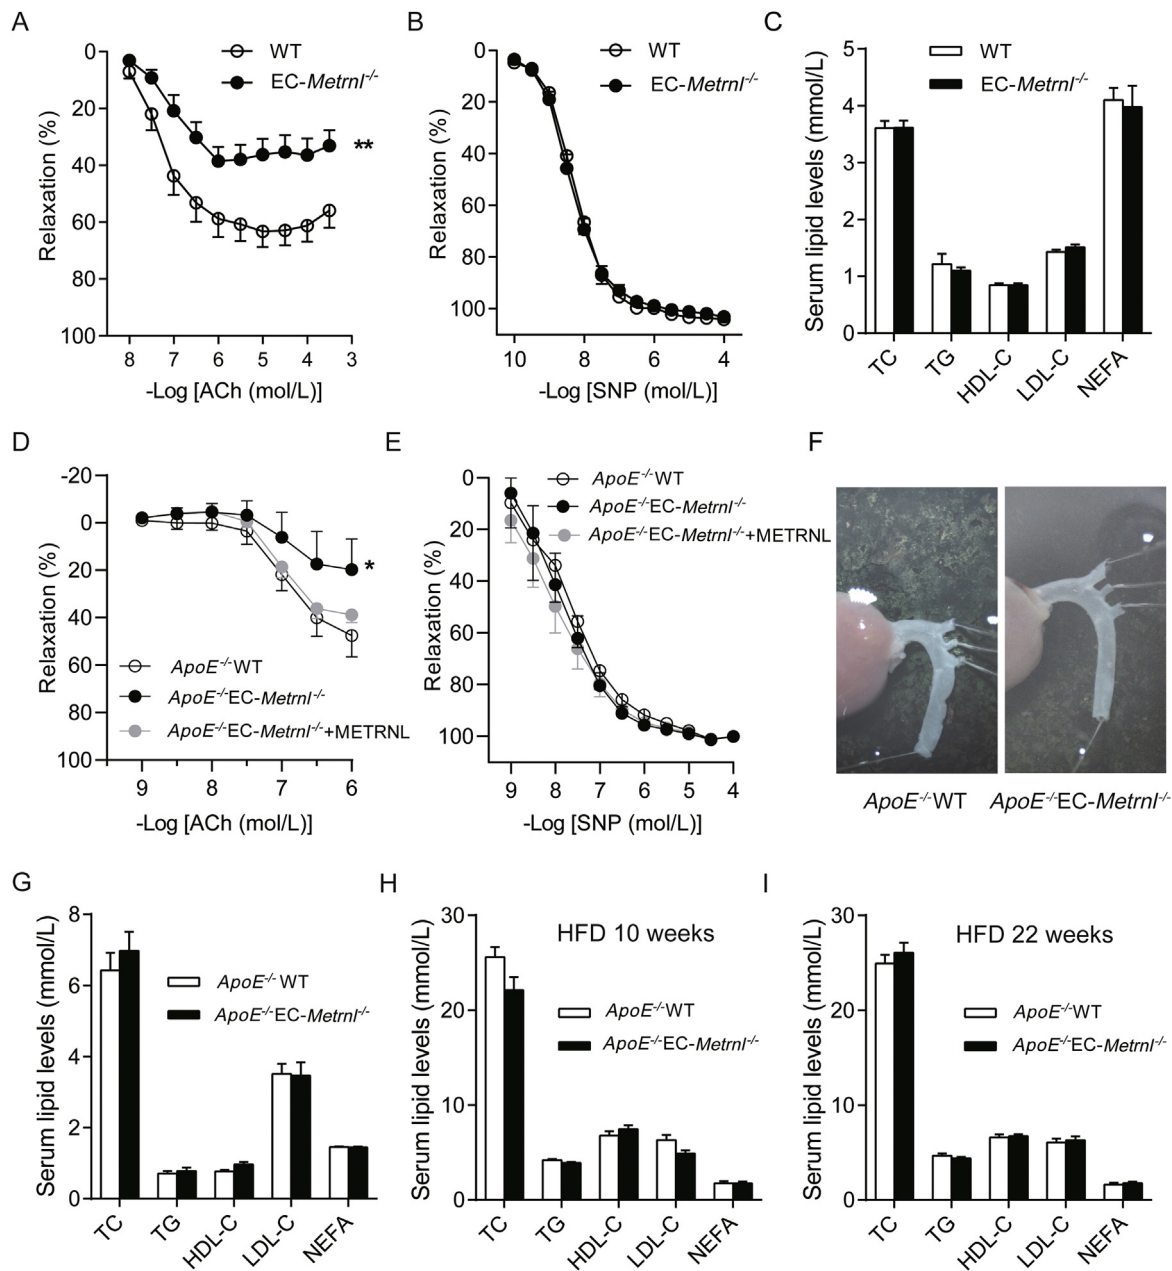 A
0
20
40
60
80
100
Relaxation (%)
WT
EC-Metrnl-/-
**
8
7
6
5
4
3
-Log [ACh (mol/L)]
B
0
20
40
60
80
100
Relaxation (%)
WT
EC-Metrnl-/-
10
8
6
4
-Log [SNP (mol/L)]
C
5
4
3
2
1
0
Serum lipid levels (mmol/L)
WT
EC-Metrnl-/-
TC
TG
HDL-C
LDL-C
NEFA
D
-20
0
20
40
60
80
100
Relaxation (%)
*
ApoE-/-WT
ApoE-/-EC-Metrnl-/-
ApoE-/-EC-Metrnl-/-+METRNL
9
8
7
6
-Log [ACh (mol/L)]
E
0
20
40
60
80
100
Relaxation (%)
ApoE-/-WT
ApoE-/-EC-Metrnl-/-
ApoE-/-EC-Metrnl-/-+METRNL
9
8
7
6
5
4
-Log [SNP (mol/L)]
F
ApoE-/-WT
ApoE-/-EC-Metrnl-/-
G
8
6
4
2
0
Serum lipid levels (mmol/L)
ApoE-/- WT
ApoE-/-EC-Metrnl-/-
TC
TG
HDL-C
LDL-C
NEFA
H
30
20
10
0
Serum lipid levels (mmol/L)
HFD 10 weeks
ApoE-/-WT
ApoE-/-EC-Metrnl-/-
TC
TG
HDL-C
LDL-C
NEFA
I
30
20
10
0
Serum lipid levels (mmol/L)
HFD 22 weeks
ApoE-/-WT
ApoE-/-EC-Metrnl-/-
TC
TG
HDL-C
LDL-C
NEFA